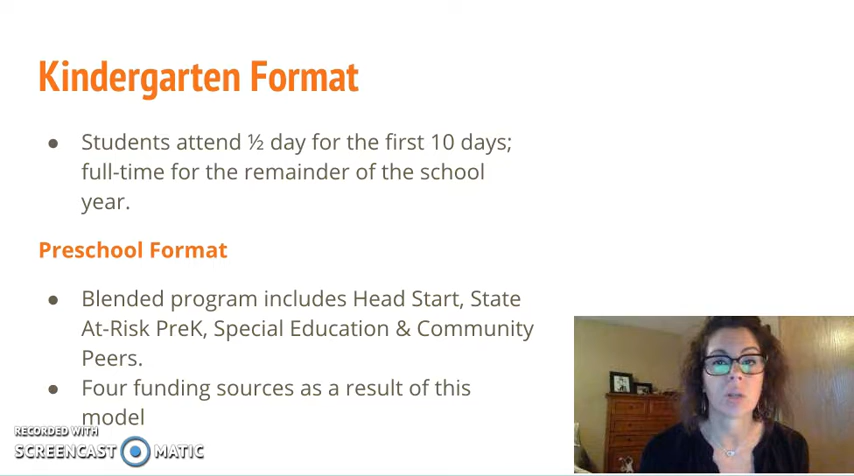 Kindergarten Format
● Students attend ½ day for the first 10 days;
full-time for the remainder of the school
year.
Preschool Format
● Blended program includes Head Start, State
At-Risk PreK, Special Education & Community
Peers.
● Four funding sources as a result of this
model
RECORDED WITH
SCREENCAST MATIC